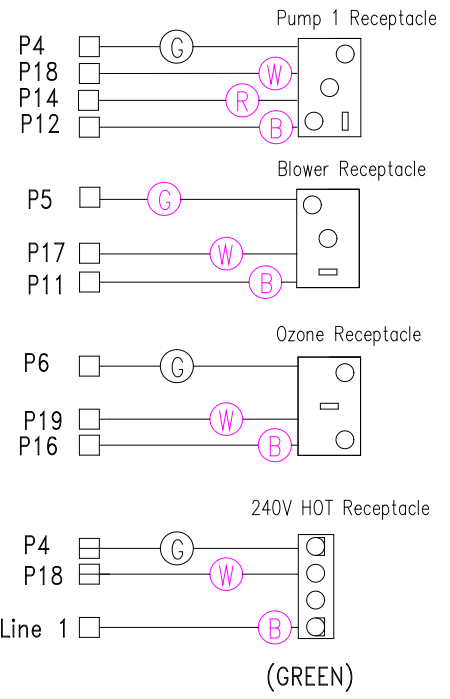 Pump 1 Receptacle
P4 G
P18 W
P14 R
P12 B
Blower Receptacle
P5 G
P17 W
P11 B
Ozone Receptacle
P6 G
P19 W
P16 B
240V HOT Receptacle
P4 G
P18 W
Line 1 B
(GREEN)